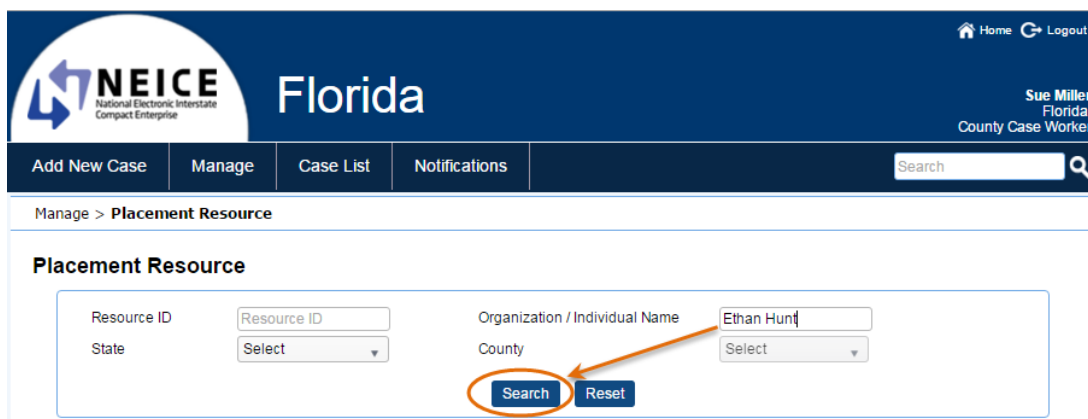 Home Logout
NEICE
National Electronic Interstate
Compact Enterprise
Florida
Sue Miller
Florida
County Case Worker
Add New Case Manage Case List Notifications Search
Manage > Placement Resource
Placement Resource
Resource ID Resource ID Organization / Individual Name Ethan Hunt
State Select County Select
Search Reset